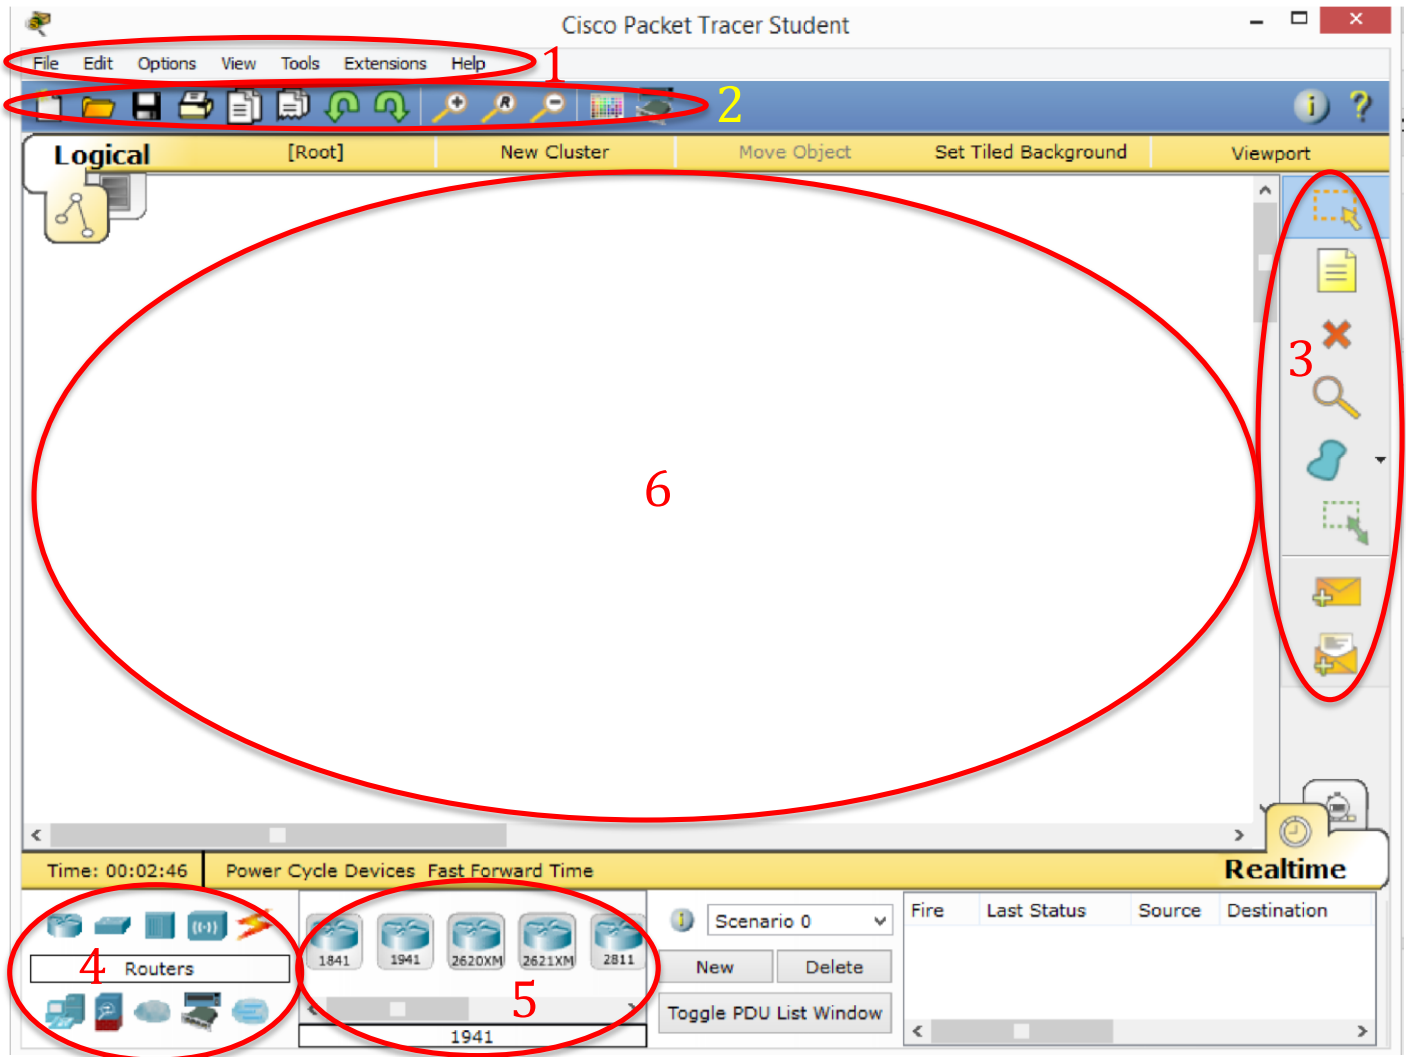 Cisco Packet Tracer Student
File Edit Options View Tools Extensions Help 1
R 2 i ?
Logical [Root] New Cluster Move Object Set Tiled Background Viewport
3
6
Time: 00:02:46 Power Cycle Devices Fast Forward Time Realtime
Fire Last Status Source Destination
i Scenario 0
1841 1941 2620XM 2621XM 2811
4 Routers
New Delete
5
Toggle PDU List Window
1941